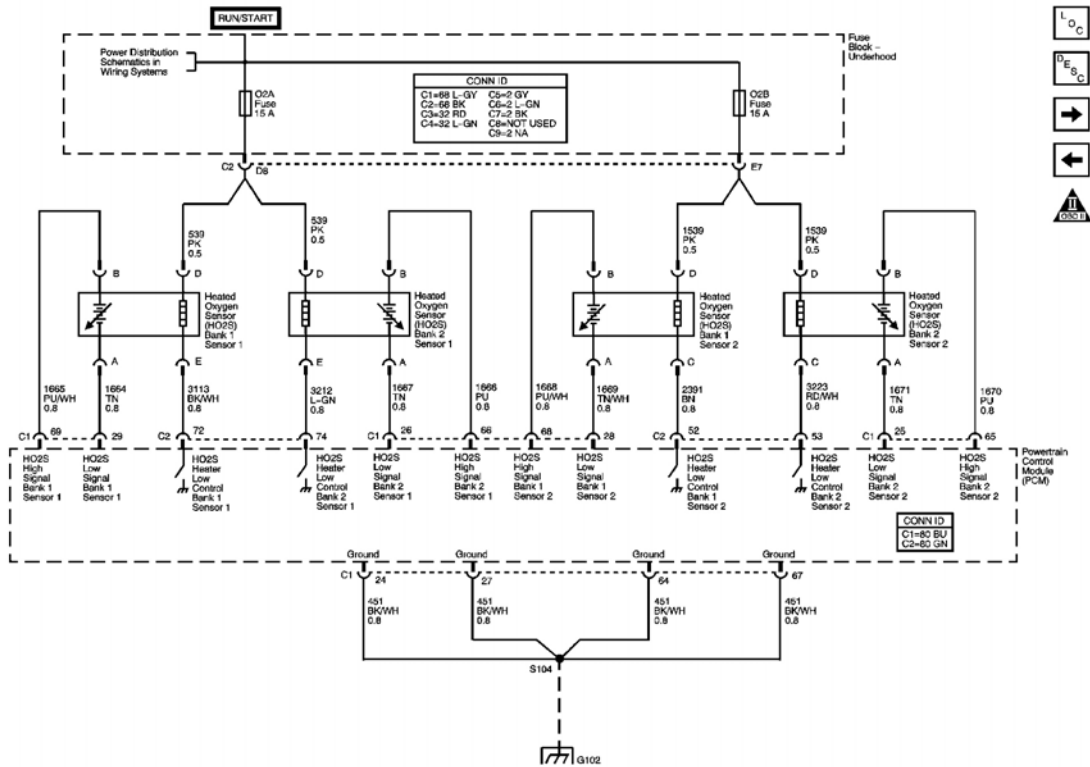 RUN/START
Power Distribution
Schematics in
Wiring Systems
Fuse
Block –
Underhood
L O C
D E S C
II
OBD II
O2A
Fuse
15 A
CONN ID
C1=68 L-GY C5=2 GY
C2=68 BK C6=2 L-GN
C3=32 RD C7=2 BK
C4=32 L-GN C8=NOT USED
C9=2 NA
O2B
Fuse
15 A
C2 D8
E7
539
PK
0.5
539
PK
0.5
1539
PK
0.5
1539
PK
0.5
B
D
D
B
B
D
D
B
Heated
Oxygen
Sensor
(HO2S)
Bank 1
Sensor 1
Heated
Oxygen
Sensor
(HO2S)
Bank 2
Sensor 1
Heated
Oxygen
Sensor
(HO2S)
Bank 1
Sensor 2
Heated
Oxygen
Sensor
(HO2S)
Bank 2
Sensor 2
A
E
E
A
A
C
C
A
1665
PU/WH
0.8
1664
TN
0.8
3113
BK/WH
0.8
3212
L-GN
0.8
1667
TN
0.8
1666
PU
0.8
1668
PU/WH
0.8
1669
TN/WH
0.8
2391
BN
0.8
3223
RD/WH
0.8
1671
TN
0.8
1670
PU
0.8
C1 69
29
C2 72
74
C1 26
66
68
28
C2 52
53
C1 25
65
HO2S
High
Signal
Bank 1
Sensor 1
HO2S
Low
Signal
Bank 1
Sensor 1
HO2S
Heater
Low
Control
Bank 1
Sensor 1
HO2S
Heater
Low
Control
Bank 2
Sensor 1
HO2S
Low
Signal
Bank 2
Sensor 1
HO2S
High
Signal
Bank 2
Sensor 1
HO2S
High
Signal
Bank 1
Sensor 2
HO2S
Low
Signal
Bank 1
Sensor 2
HO2S
Heater
Low
Control
Bank 1
Sensor 2
HO2S
Heater
Low
Control
Bank 2
Sensor 2
HO2S
Low
Signal
Bank 2
Sensor 2
HO2S
High
Signal
Bank 2
Sensor 2
Powertrain
Control
Module
(PCM)
CONN ID
C1=80 BU
C2=80 GN
Ground
Ground
Ground
Ground
C1 24
27
64
67
451
BK/WH
0.8
451
BK/WH
0.8
451
BK/WH
0.8
451
BK/WH
0.8
S104
G102